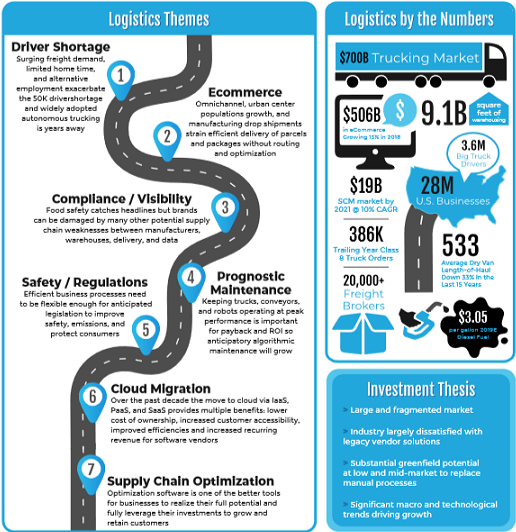 Logistics Themes
Driver Shortage
Surging freight demand,
limited home time,
and alternative
employment exacerbate
the 50K drivershortage
and widely adopted
autonomous trucking
is years away
1
Ecommerce
Omnichannel, urban center
populations growth, and
manufacturing drop shipments
strain efficient delivery of parcels
and packages without routing
and optimization
2
Compliance / Visibility
Food safety catches headlines but brands
can be damaged by many other potential supply
chain weaknesses between manufacturers,
warehouses, delivery, and data
3
4
Prognostic
Maintenance
Keeping trucks, conveyors,
and robots operating at peak
performance is important
for payback and ROI so
anticipatory algorithmic
maintenance will grow
Safety / Regulations
Efficient business processes need
to be flexible enough for anticipated
legislation to improve
safety, emissions, and
protect consumers
5
6
Cloud Migration
Over the past decade the move to cloud via IaaS,
PaaS, and SaaS provides multiple benefits: lower
cost of ownership, increased customer accessibility,
improved efficiencies and increased recurring
revenue for software vendors
7
Supply Chain Optimization
Optimization software is one of the better tools
for businesses to realize their full potential and
fully leverage their investments to grow and
retain customers
Logistics by the Numbers
$700B Trucking Market
$506B
in eCommerce
Growing 15% in 2018
$
9.1B
square
feet of
warehousing
3.6M
Big Truck
Drivers
$19B
SCM market by
2021 @ 10% CAGR
28M
U.S. Businesses
386K
Trailing Year Class
8 Truck Orders
533
Average Dry Van
Length-of-Haul
Down 33% In the
Last 15 Years
20,000+
Freight
Brokers
$3.05
per gallon 2019E
Diesel Fuel
Investment Thesis
» Large and fragmented market
» Industry largely dissatisfied with
legacy vendor solutions
» Substantial greenfield potential
at low and mid-market to replace
manual processes
» Significant macro and technological
trends driving growth